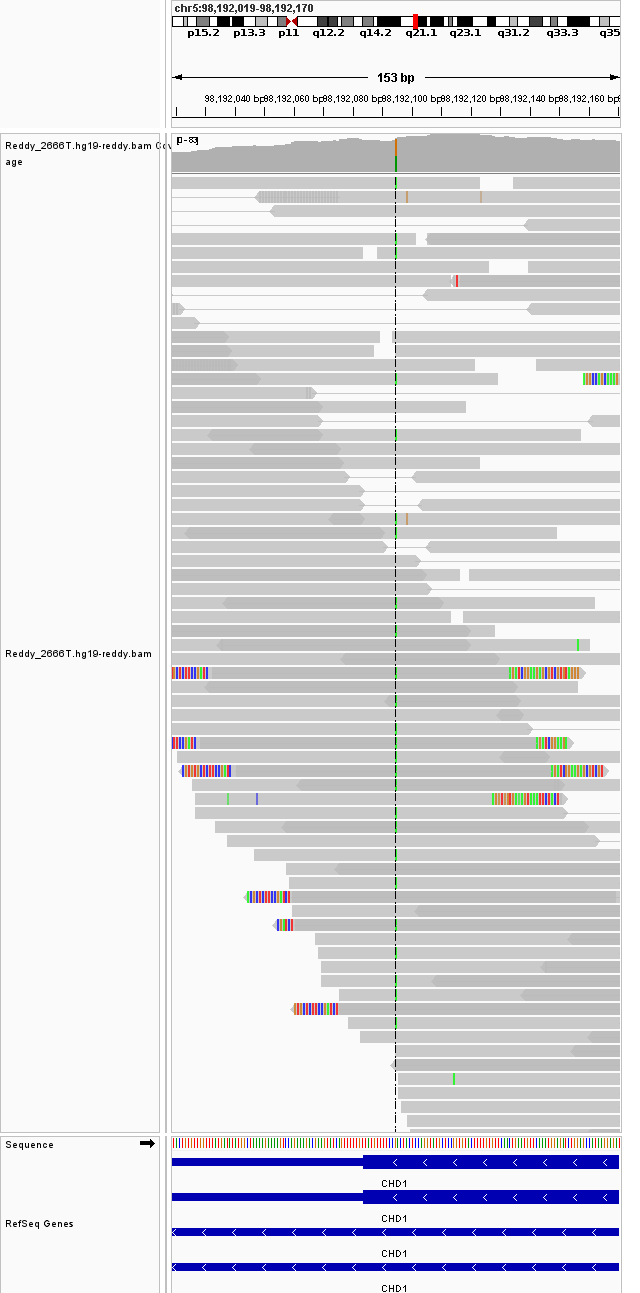 chr5:98,192,019-98,192,170
p15.2 p13.3 p11 q12.2 q14.2 q21.1 q23.1 q31.2 q33.3 q35
153 bp
98,192,040 bp 98,192,060 bp 98,192,080 bp 98,192,100 bp 98,192,120 bp 98,192,140 bp 98,192,160 bp
Reddy_2666T.hg19-reddy.bam Cov
age
[0 - 83]
Reddy_2666T.hg19-reddy.bam
Sequence
CHD1
CHD1
RefSeq Genes
CHD1
CHD1